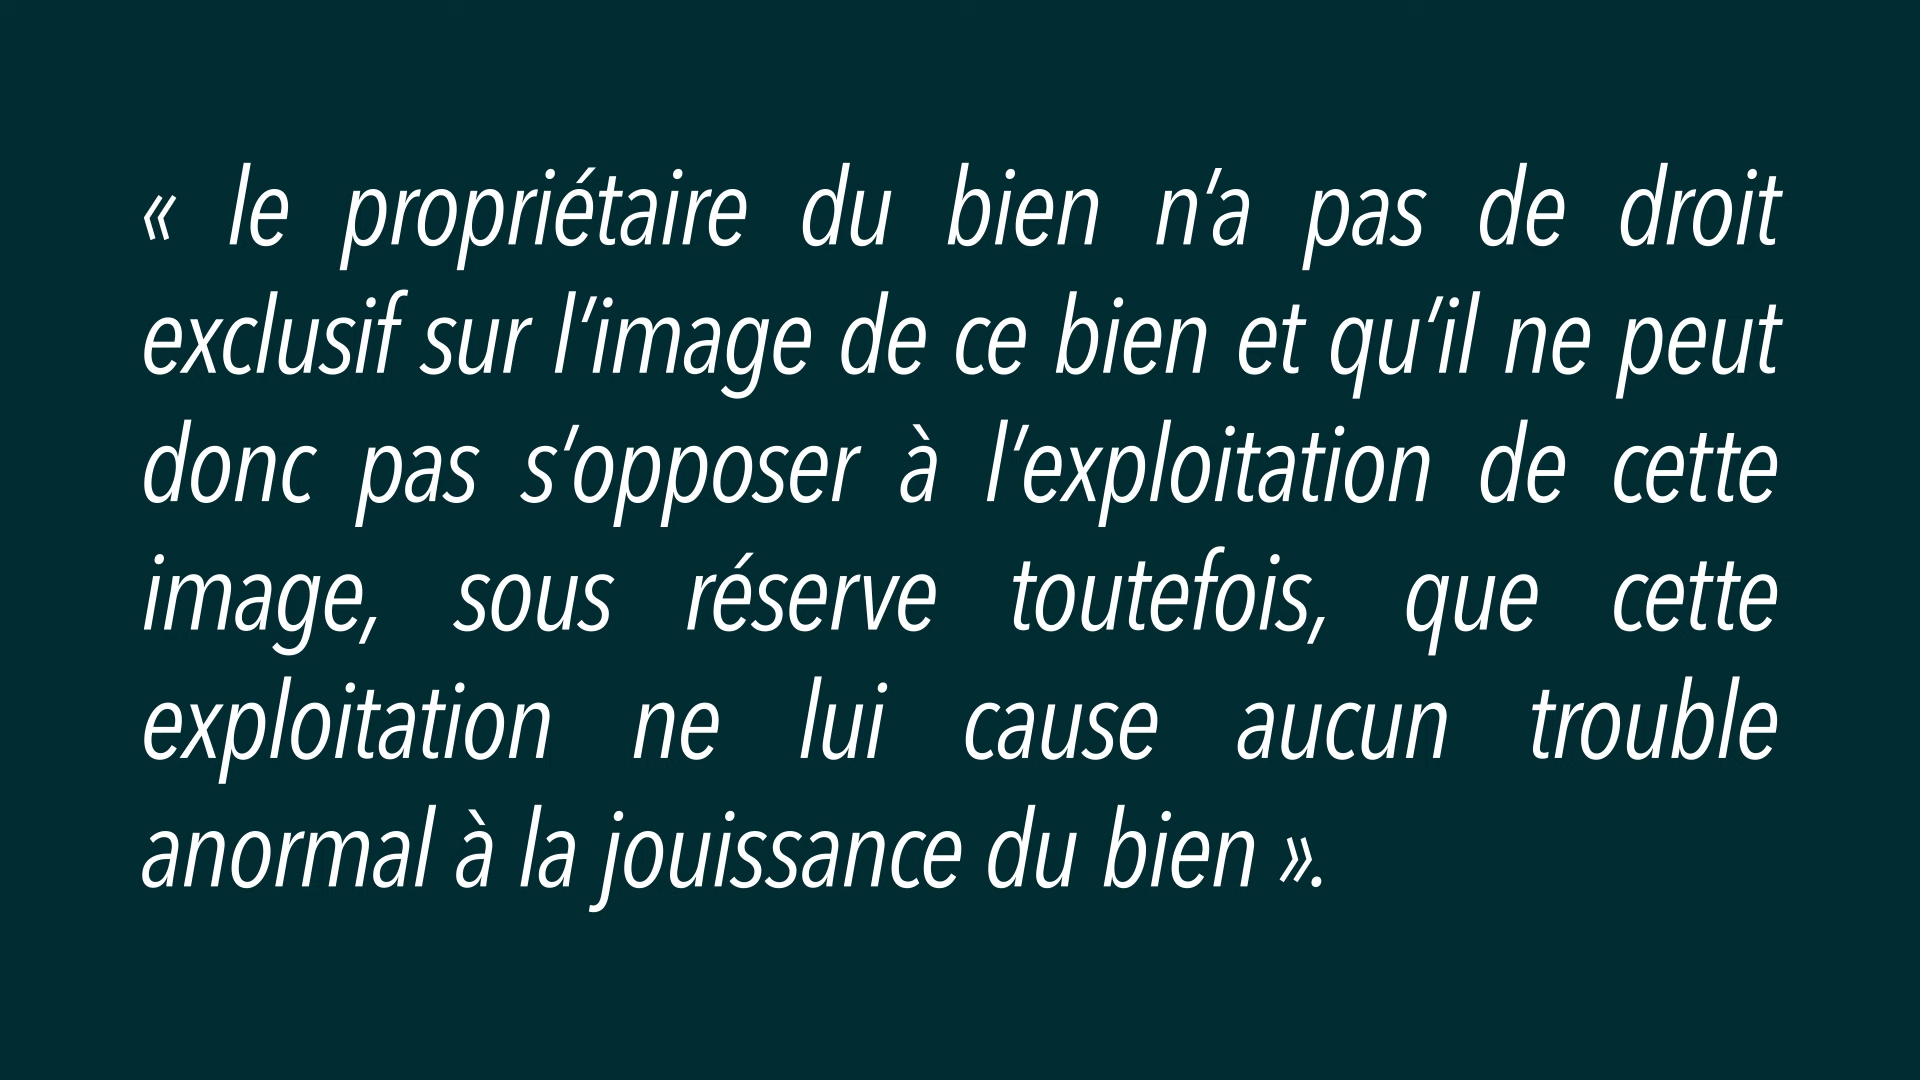 « le propriétaire du bien n’a pas de droit
exclusif sur l’image de ce bien et qu’il ne peut
donc pas s’opposer à l’exploitation de cette
image, sous réserve toutefois, que cette
exploitation ne lui cause aucun trouble
anormal à la jouissance du bien ».